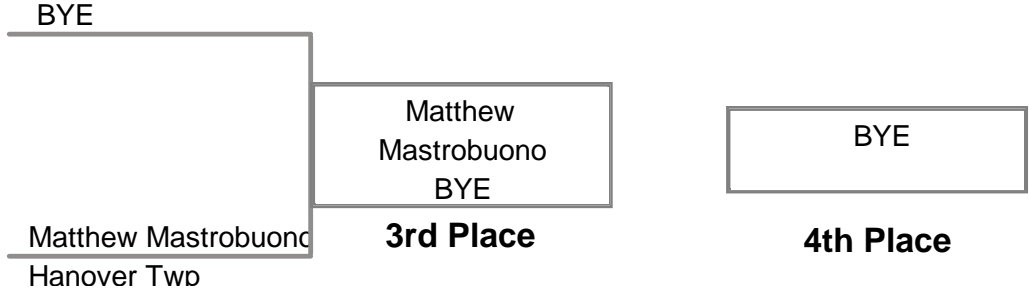 BYE
Matthew
Mastrobuono
BYE
3rd Place
BYE
4th Place
Matthew Mastrobuono
Hanover Twp